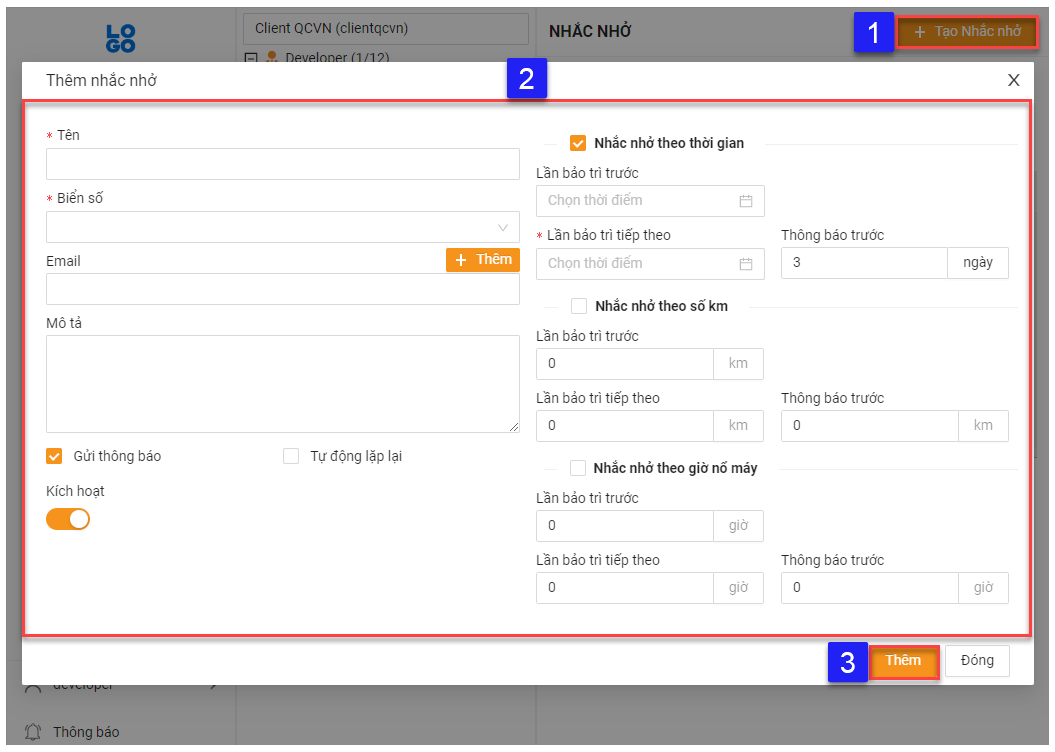 LO
GO
Client QCVN (clientqcvn)
Developer (1/12)
NHẮC NHỞ
1
+ Tạo Nhắc nhở
Thêm nhắc nhở
2
X
* Tên
* Biển số
Email
+ Thêm
Mô tả
Gửi thông báo
Tự động lặp lại
Kích hoạt
Nhắc nhở theo thời gian
Lần bảo trì trước
Chọn thời điểm
* Lần bảo trì tiếp theo
Thông báo trước
Chọn thời điểm
3 ngày
Nhắc nhở theo số km
Lần bảo trì trước
0 km
Lần bảo trì tiếp theo
Thông báo trước
0 km
0 km
Nhắc nhở theo giờ nổ máy
Lần bảo trì trước
0 giờ
Lần bảo trì tiếp theo
Thông báo trước
0 giờ
0 giờ
3
Thêm
Đóng
developer
Thông báo